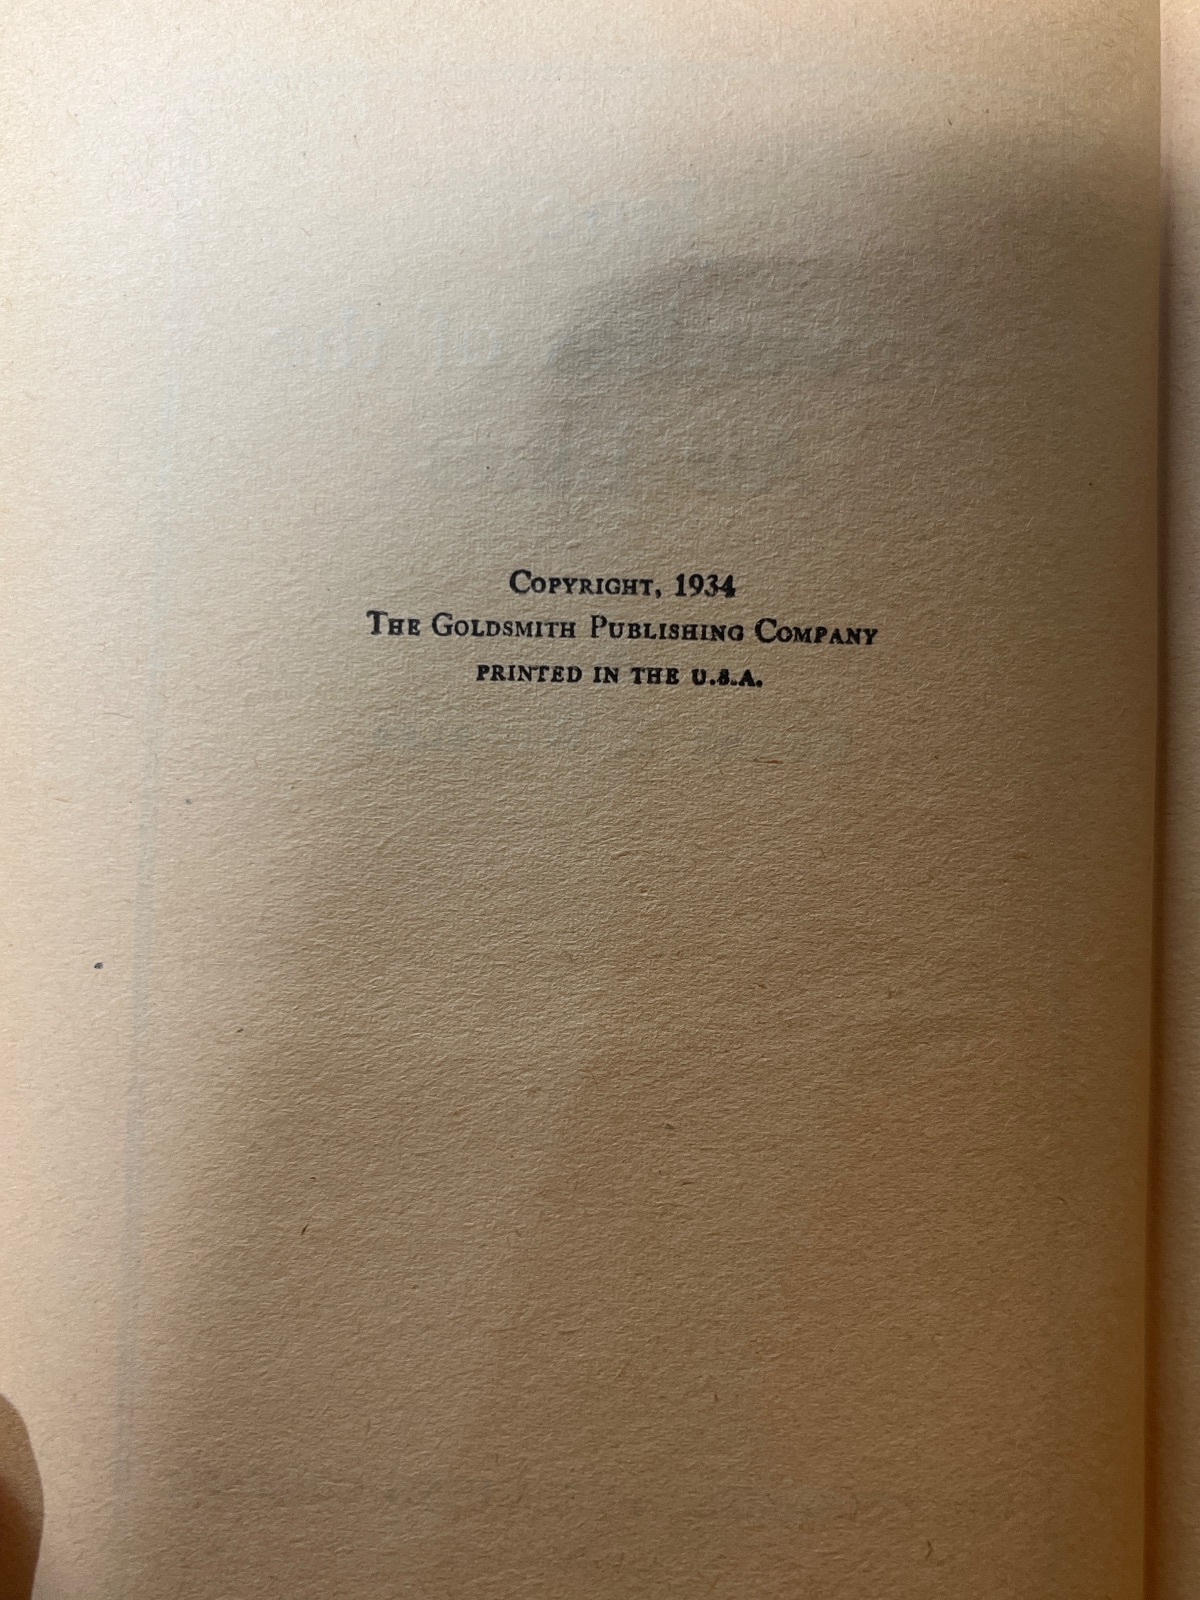 COPYRIGHT, 1934
THE GOLDSMITH PUBLISHING COMPANY
PRINTED IN THE U.S.A.